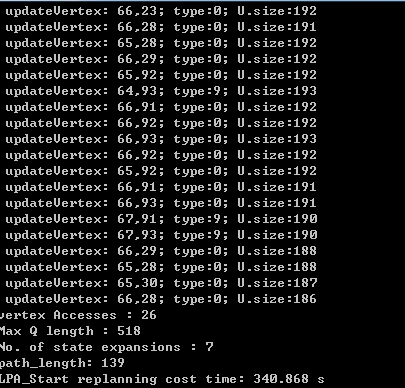 updateVertex: 66,23; type:0; U.size:192
updateVertex: 66,28; type:0; U.size:191
updateVertex: 65,28; type:0; U.size:192
updateVertex: 66,29; type:0; U.size:192
updateVertex: 65,92; type:0; U.size:192
updateVertex: 64,93; type:9; U.size:193
updateVertex: 66,91; type:0; U.size:192
updateVertex: 66,92; type:0; U.size:192
updateVertex: 66,93; type:0; U.size:193
updateVertex: 66,92; type:0; U.size:192
updateVertex: 65,92; type:0; U.size:192
updateVertex: 66,91; type:0; U.size:191
updateVertex: 66,93; type:0; U.size:191
updateVertex: 67,91; type:9; U.size:190
updateVertex: 67,93; type:9; U.size:190
updateVertex: 66,29; type:0; U.size:188
updateVertex: 65,28; type:0; U.size:188
updateVertex: 65,30; type:0; U.size:187
updateVertex: 66,28; type:0; U.size:186
vertex Accesses : 26
Max Q length : 518
No. of state expansions : 7
path_length: 139
LPA_Start replanning cost time: 340.868 s